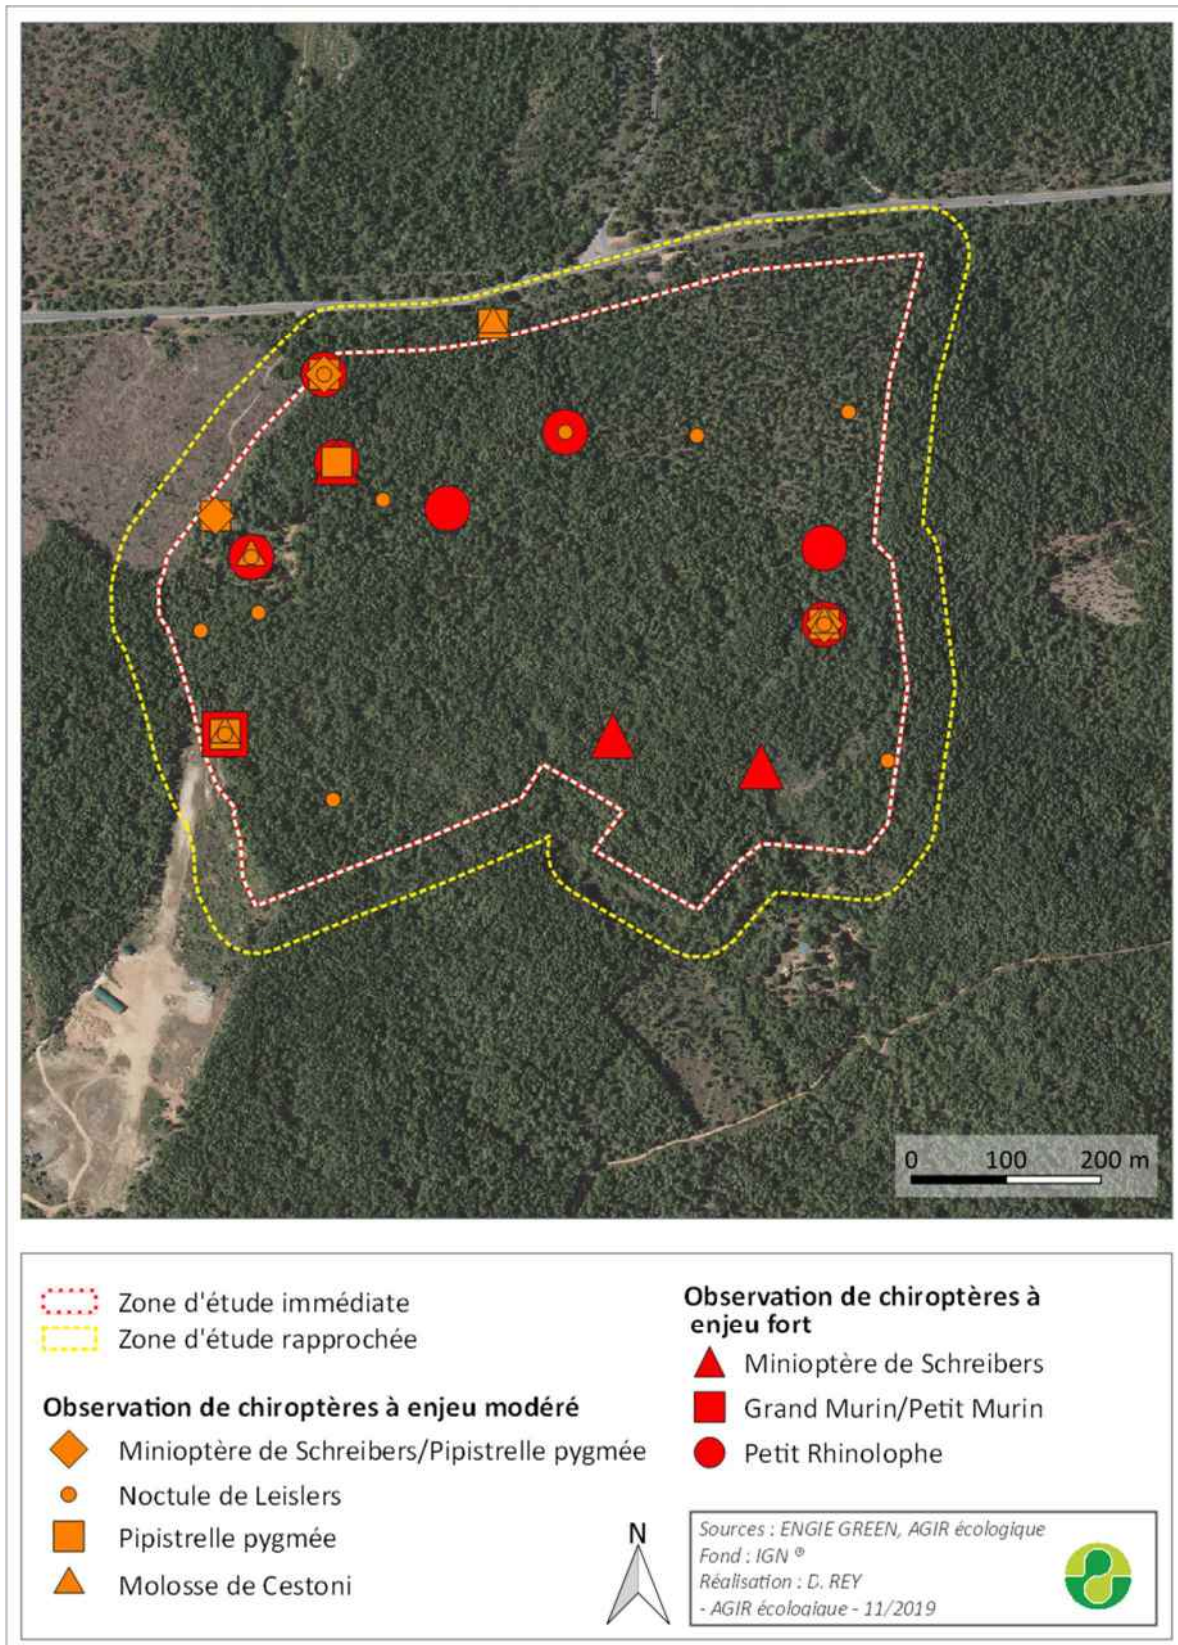 0 100 200 m
Zone d'étude immédiate
Zone d'étude rapprochée
Observation de chiroptères à enjeu modéré
Minioptère de Schreibers/Pipistrelle pygmée
Noctule de Leislers
Pipistrelle pygmée
Molosse de Cestoni
Observation de chiroptères à
enjeu fort
Minioptère de Schreibers
Grand Murin/Petit Murin
Petit Rhinolophe
N
Sources : ENGIE GREEN, AGIR écologique
Fond : IGN ®
Réalisation : D. REY
- AGIR écologique - 11/2019